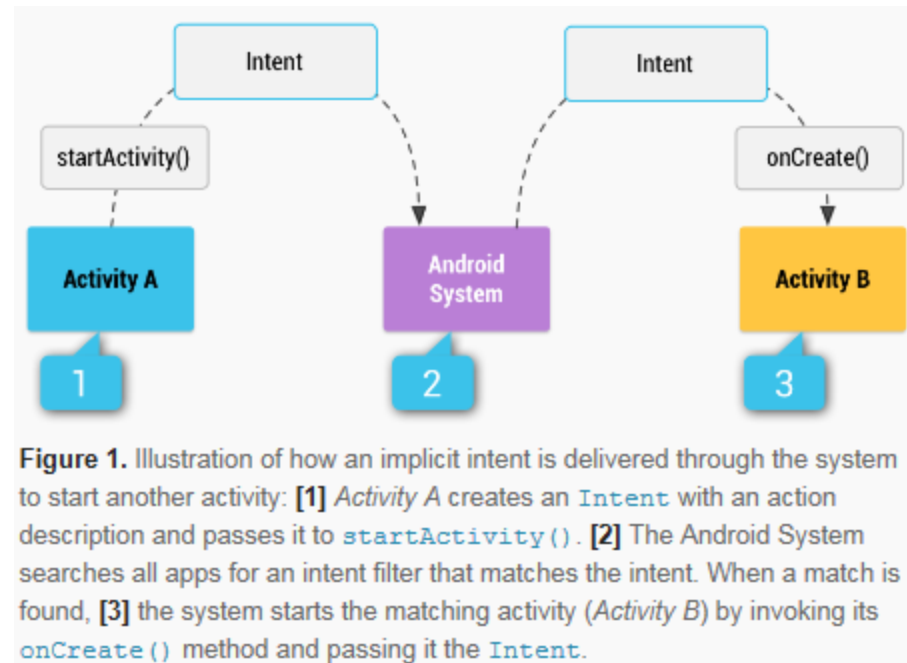 Intent
Intent
startActivity()
onCreate()
Activity A
Android
System
Activity B
1
2
3
Figure 1. Illustration of how an implicit intent is delivered through the system
to start another activity: [1] Activity A creates an Intent with an action
description and passes it to startActivity(). [2] The Android System
searches all apps for an intent filter that matches the intent. When a match is
found, [3] the system starts the matching activity (Activity B) by invoking its
onCreate() method and passing it the Intent.